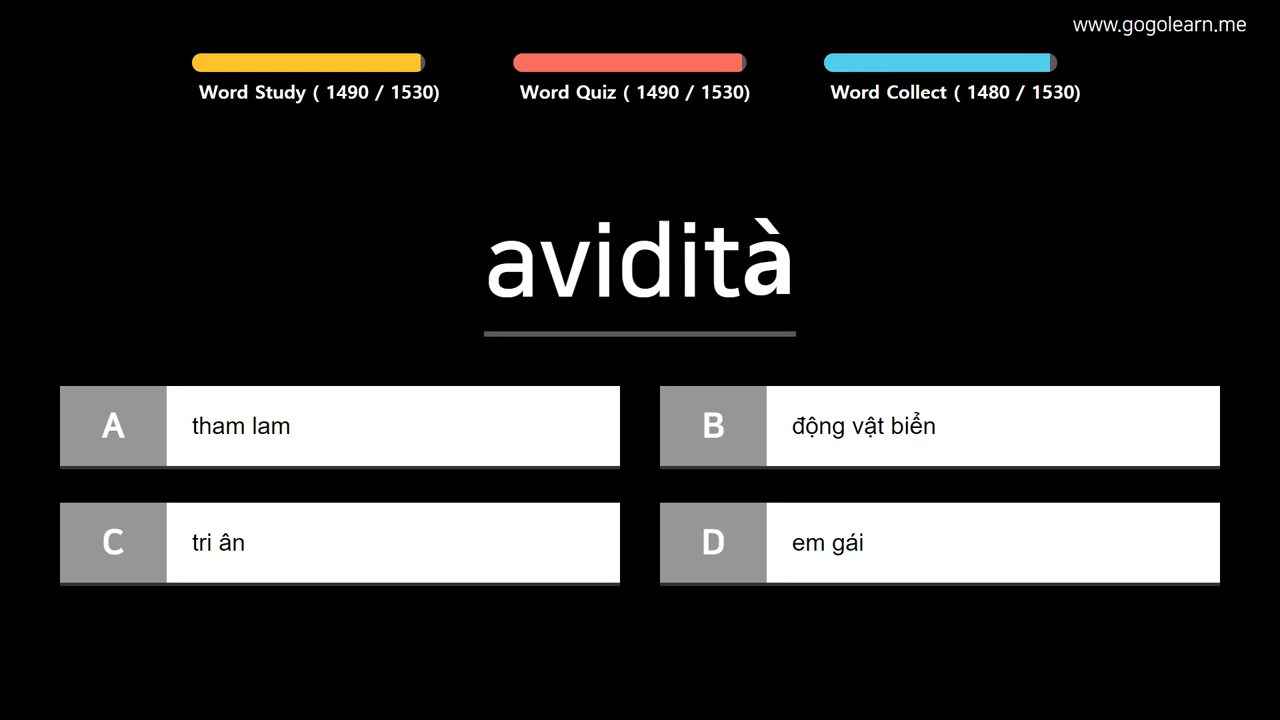 www.gogolearn.me
Word Study ( 1490 / 1530)
Word Quiz ( 1490 / 1530)
Word Collect ( 1480 / 1530)
avidità
A tham lam
B động vật biển
C tri ân
D em gái